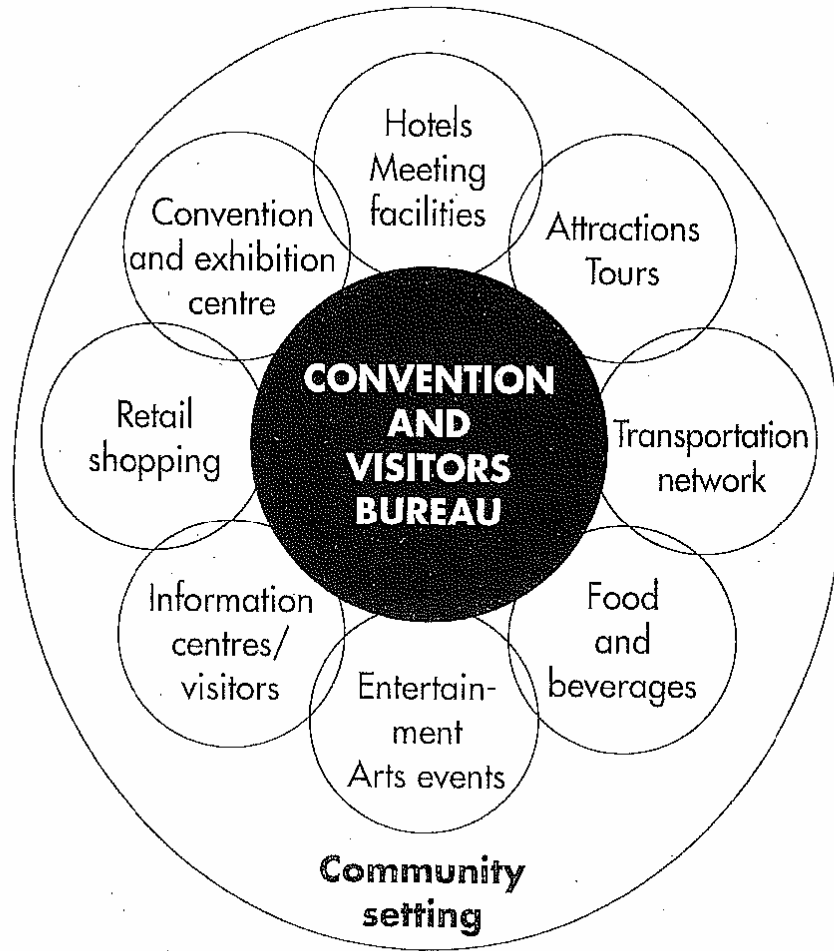 Hotels
Meeting
facilities
Convention
and exhibition
centre
Attractions
Tours
CONVENTION
AND
VISITORS
BUREAU
Retail
shopping
Transportation
network
Information
centres/
visitors
Food
and
beverages
Entertain-
ment
Arts events
Community
setting